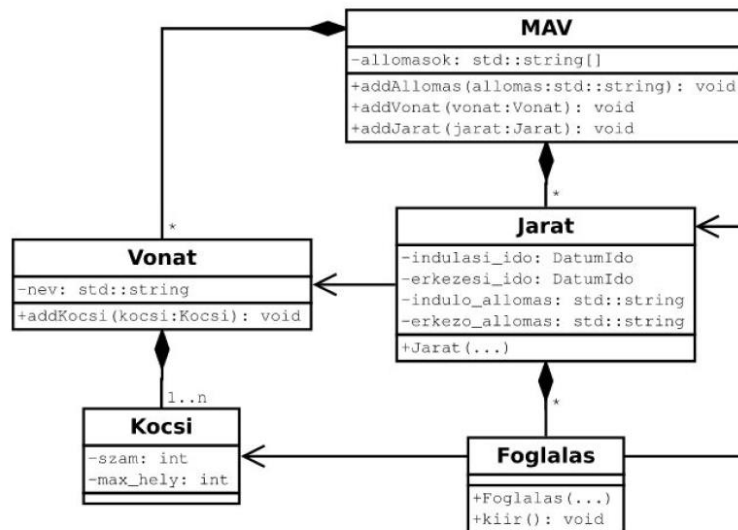 MAV
-allomasok: std::string[]
+addAllomas(allomas:std::string): void
+addVonat(vonat:Vonat): void
+addJarat(jarat:Jarat): void
*
*
Vonat
-nev: std::string
+addKocsi(kocsi:Kocsi): void
Jarat
-indulasi_ido: DatumIdo
-erkezesi_ido: DatumIdo
-indulo_allomas: std::string
-erkezo_allomas: std::string
+Jarat(...)
1..n
*
Kocsi
-szam: int
-max_hely: int
Foglalas
+Foglalas(...)
+kiir(): void